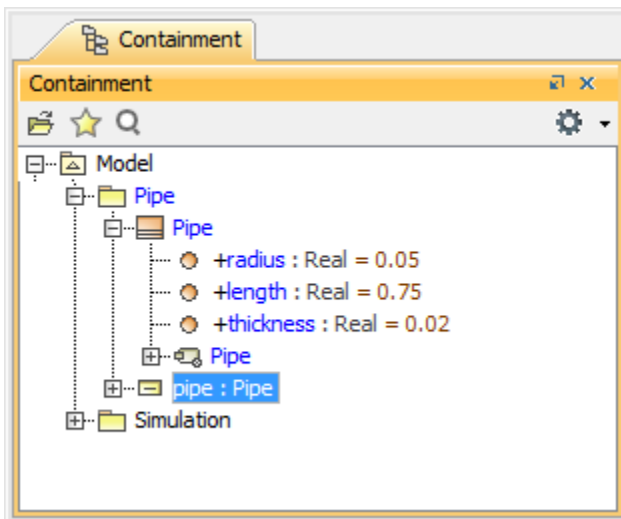 Containment
Containment
Model
Pipe
Pipe
+radius : Real = 0.05
+length : Real = 0.75
+thickness : Real = 0.02
Pipe
pipe : Pipe
Simulation